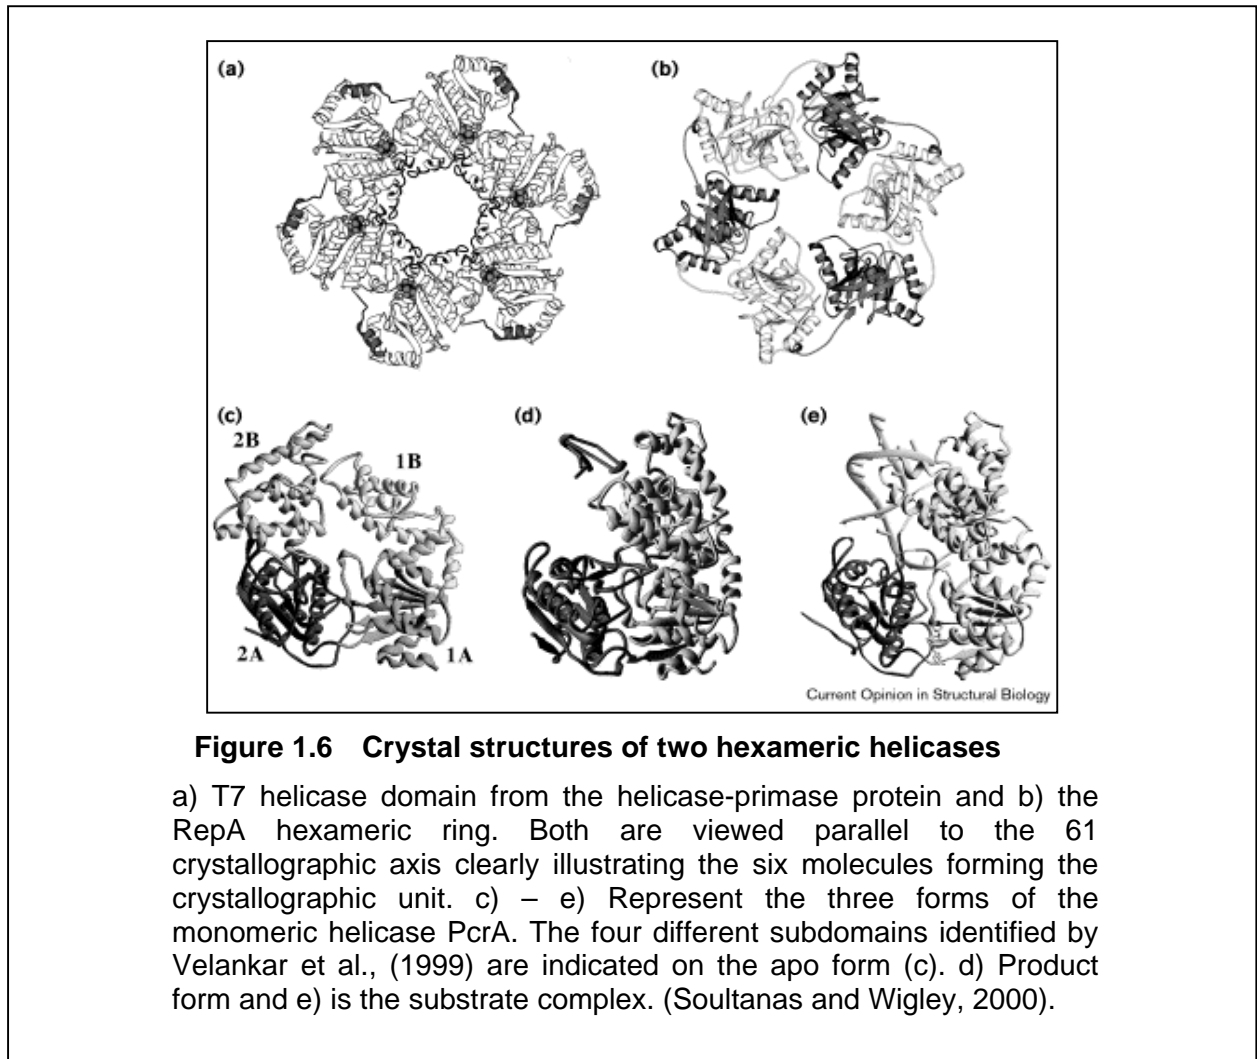 (a)
(b)
(c)
(d)
(e)
2B
1B
2A
1A
Current Opinion in Structural Biology
Figure 1.6 Crystal structures of two hexameric helicases
a) T7 helicase domain from the helicase-primase protein and b) the
RepA hexameric ring. Both are viewed parallel to the 61
crystallographic axis clearly illustrating the six molecules forming the
crystallographic unit. c) – e) Represent the three forms of the
monomeric helicase PcrA. The four different subdomains identified by
Velankar et al., (1999) are indicated on the apo form (c). d) Product
form and e) is the substrate complex. (Soultanas and Wigley, 2000).